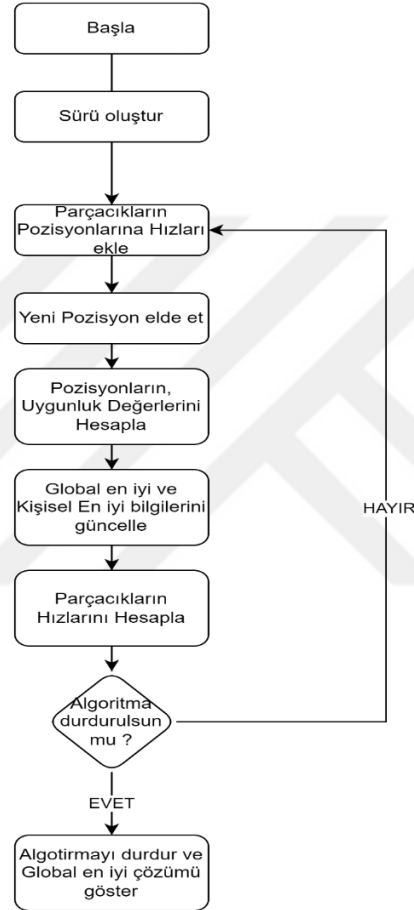 Başla
Sürü oluştur
Parçacıkların
Pozisyonlarına Hızları
ekle
Yeni Pozisyon elde et
Pozisyonların,
Uygunluk Değerlerini
Hesapla
Global en iyi ve
Kişisel En iyi bilgilerini
güncelle
HAYIR
Parçacıkların
Hızlarını Hesapla
Algoritma
durdurulsun
mu ?
EVET
Algotirmayı durdur ve
Global en iyi çözümü
göster